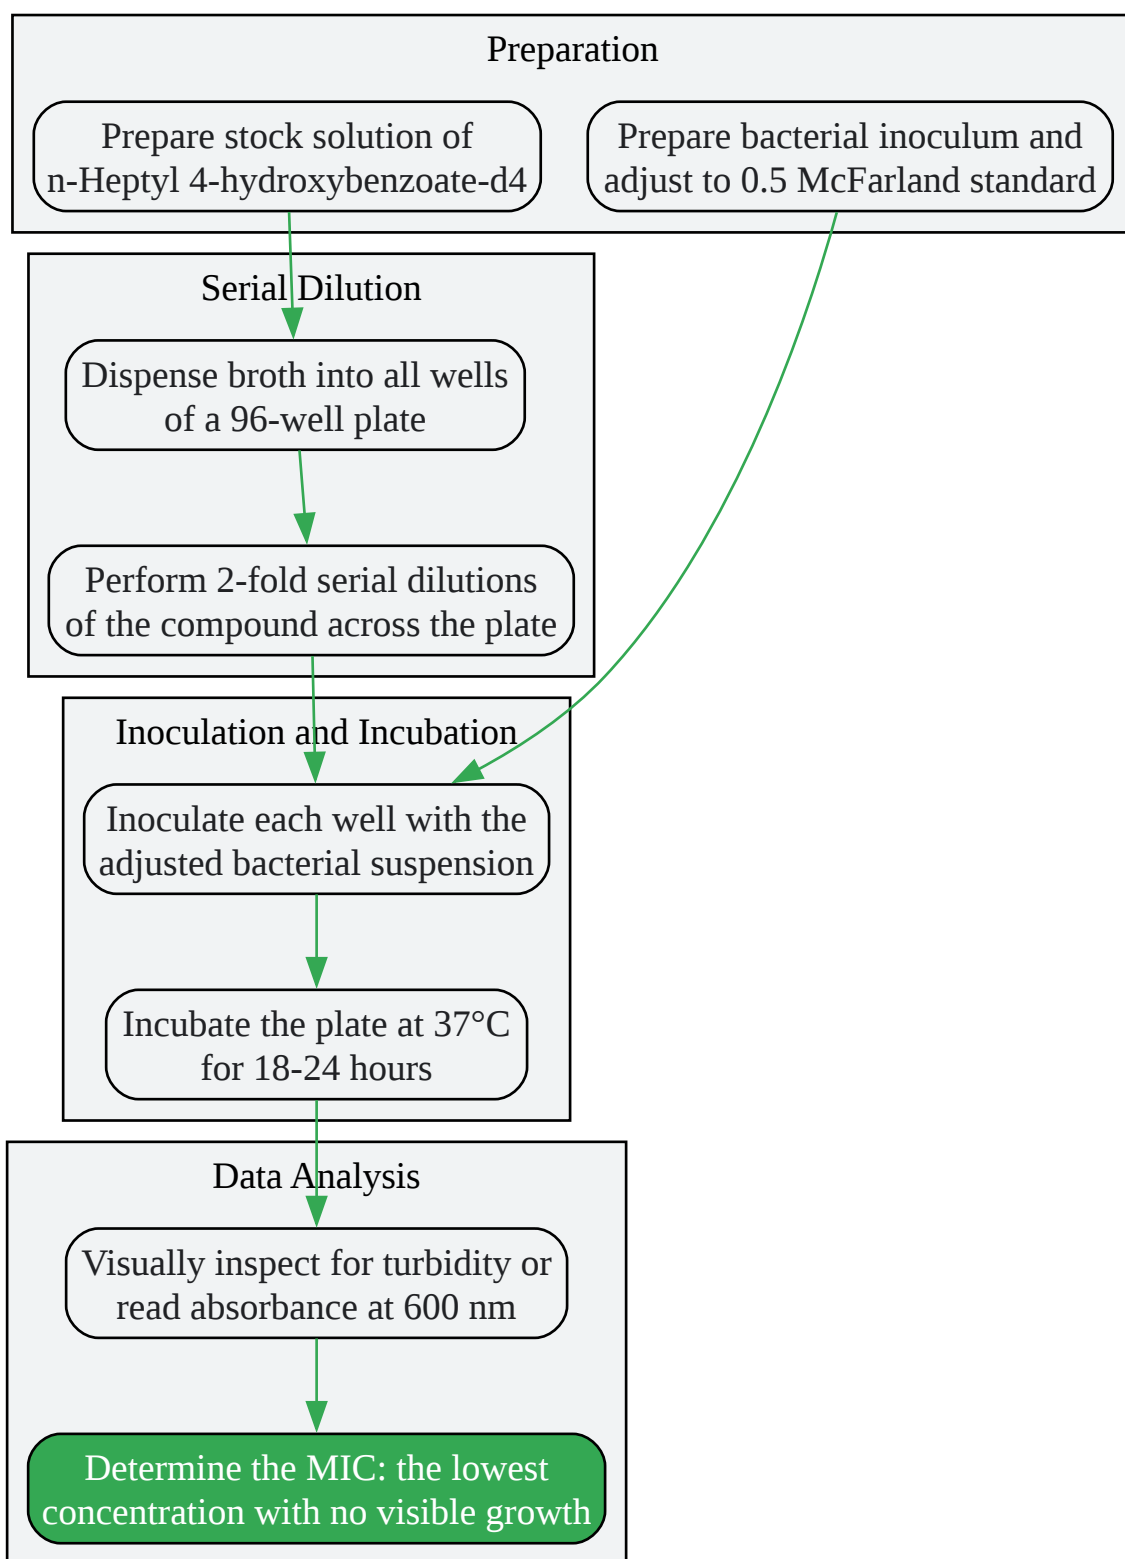 Preparation
Prepare stock solution of
n-Heptyl 4-hydroxybenzoate-d4
Prepare bacterial inoculum and
adjust to 0.5 McFarland standard
Serial Dilution
Dispense broth into all wells
of a 96-well plate
Perform 2-fold serial dilutions
of the compound across the plate
Inoculation and Incubation
Inoculate each well with the
adjusted bacterial suspension
Incubate the plate at 37°C
for 18-24 hours
Data Analysis
Visually inspect for turbidity or
read absorbance at 600 nm
Determine the MIC: the lowest
concentration with no visible growth